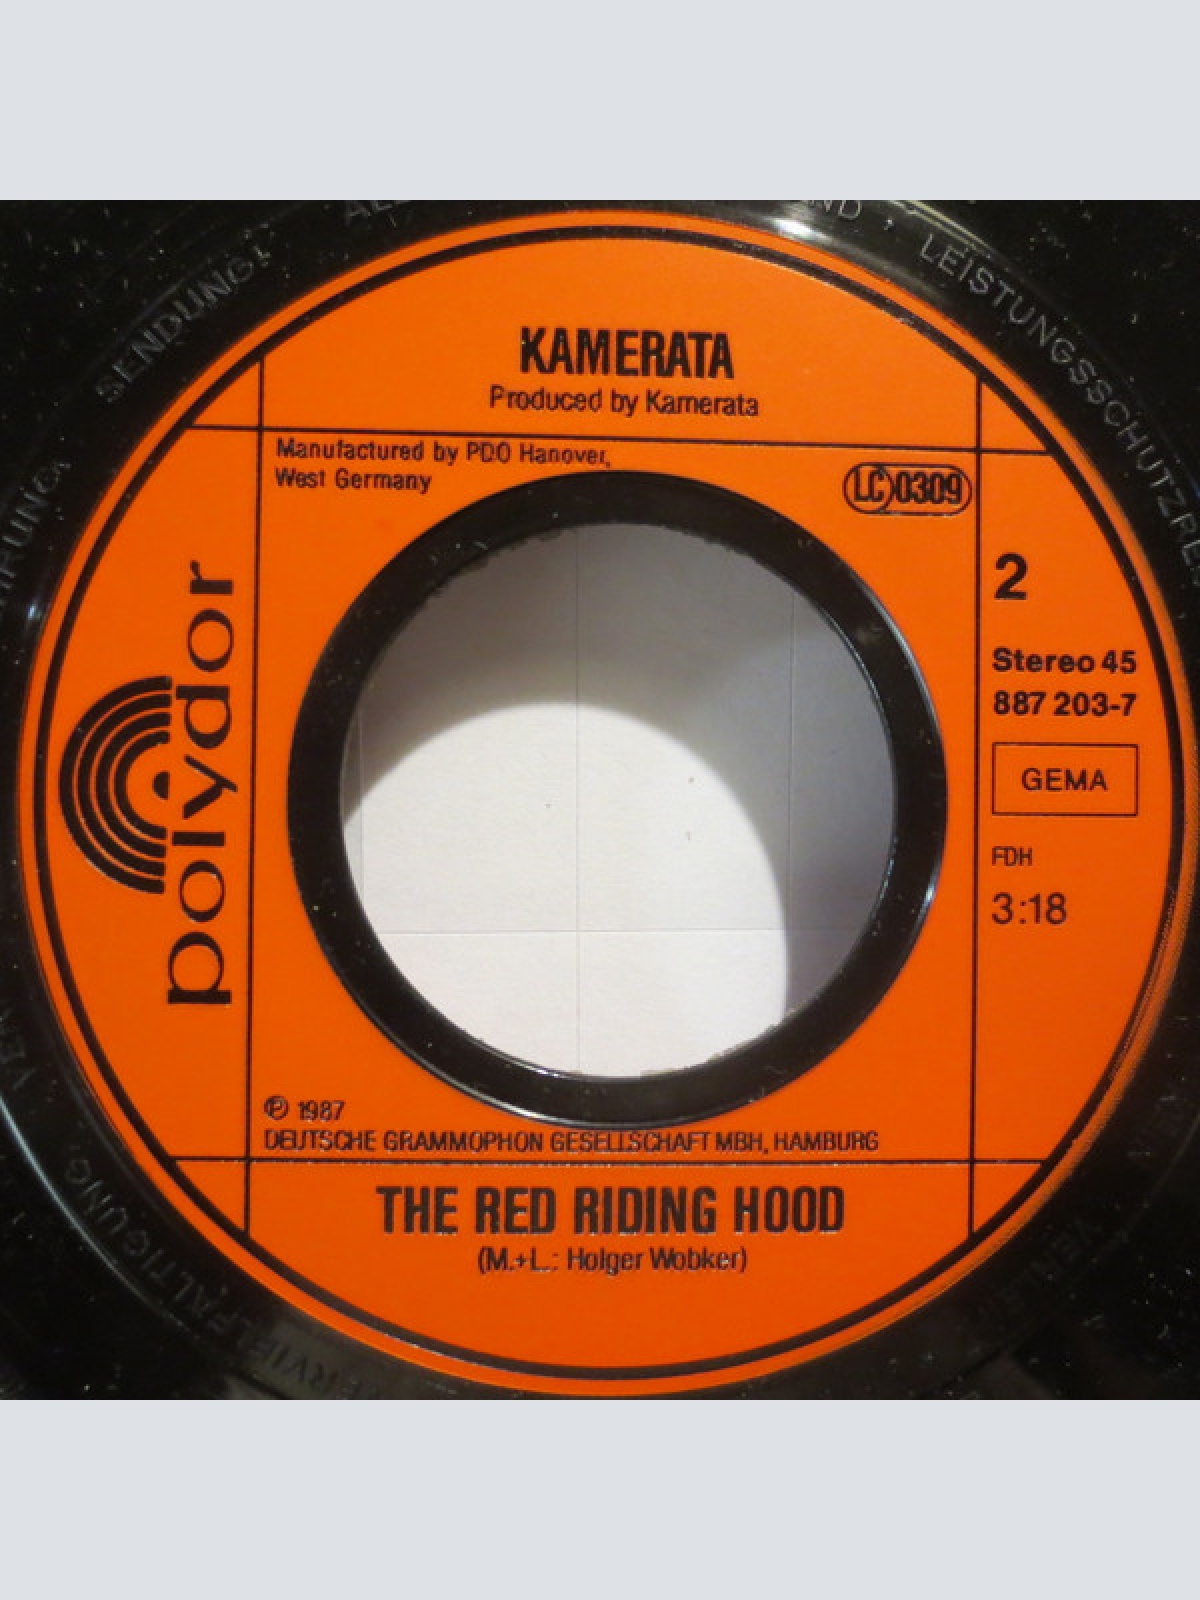 KAMERATA
Produced by Kamerata
Manufactured by PDO Hanover,
West Germany
LC 0309
polydor
2
Stereo 45
887 203-7
GEMA
FDH
3:18
℗ 1987
DEUTSCHE GRAMMOPHON GESELLSCHAFT MBH, HAMBURG
THE RED RIDING HOOD
(M.+L.: Holger Wobker)
SENDUNG!
LEISTUNGSSCHUTZRE
VERVIELFÄLTIGUNG,